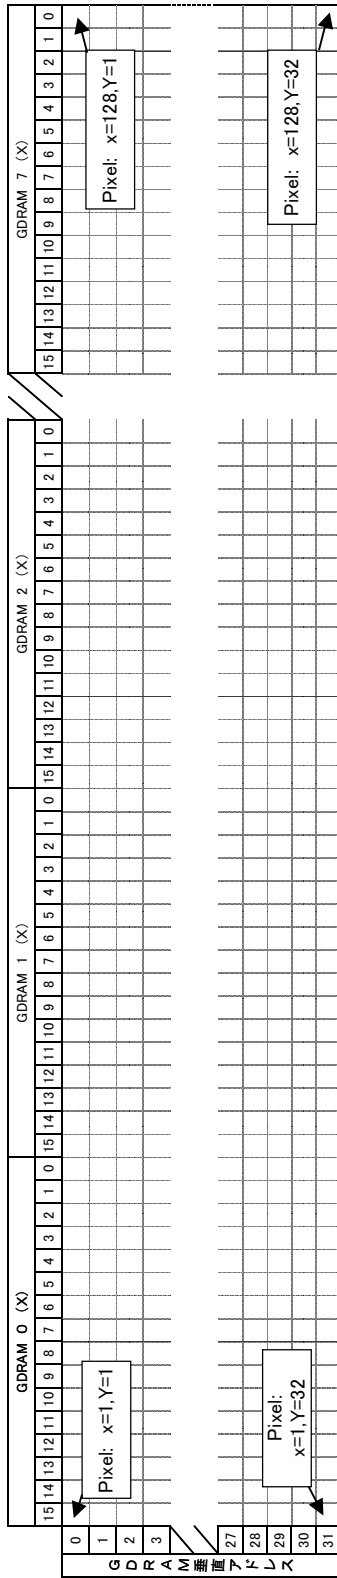 GDRAM 0 (X) GDRAM 1 (X) GDRAM 2 (X) GDRAM 7 (X)
15 14 13 12 11 10 9 8 7 6 5 4 3 2 1 0 15 14 13 12 11 10 9 8 7 6 5 4 3 2 1 0 15 14 13 12 11 10 9 8 7 6 5 4 3 2 1 0 15 14 13 12 11 10 9 8 7 6 5 4 3 2 1 0
GDRAM垂直アドレス
0
1
2
3
27
28
29
30
31
Pixel: x=1,Y=1
Pixel: x=128,Y=1
Pixel:
x=1,Y=32
Pixel: x=128,Y=32